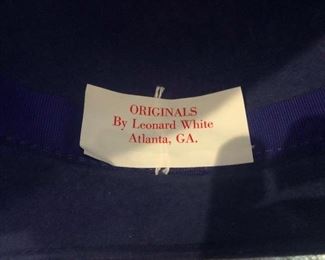 ORIGINALS
By Leonard White
Atlanta, GA.